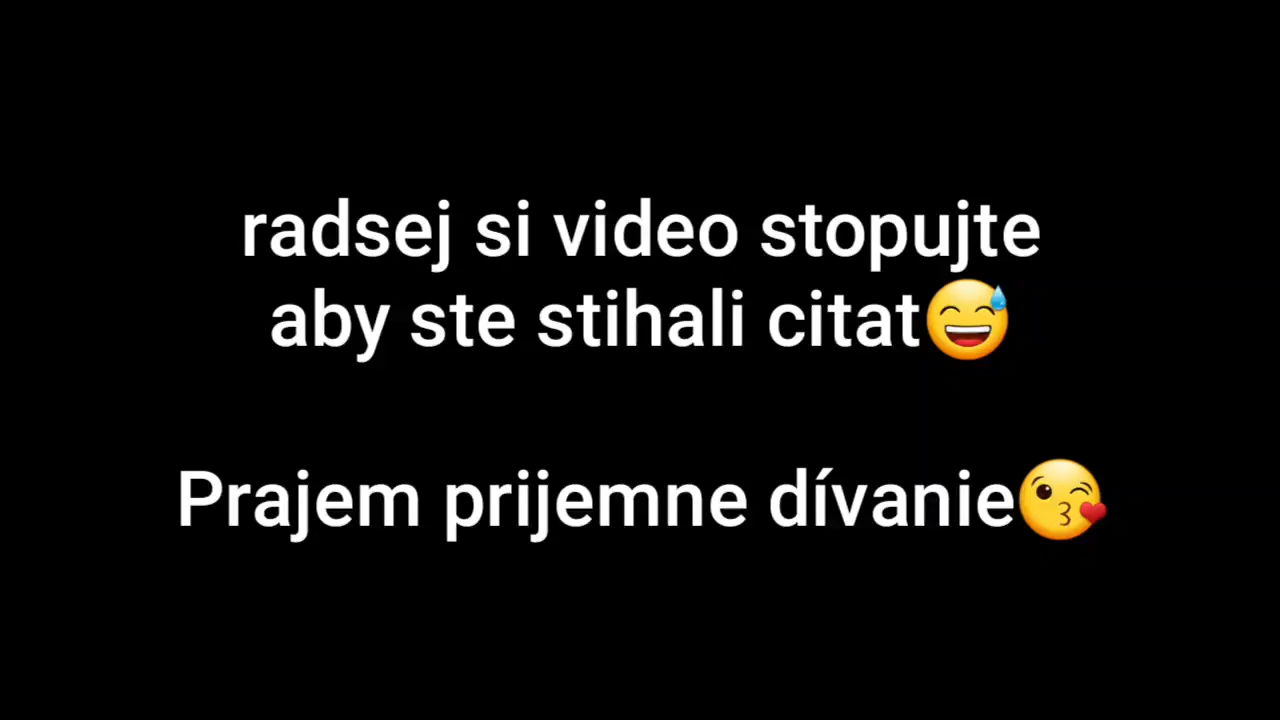 radsej si video stopujte
aby ste stihali citat😅
Prajem prijemne dívanie😘